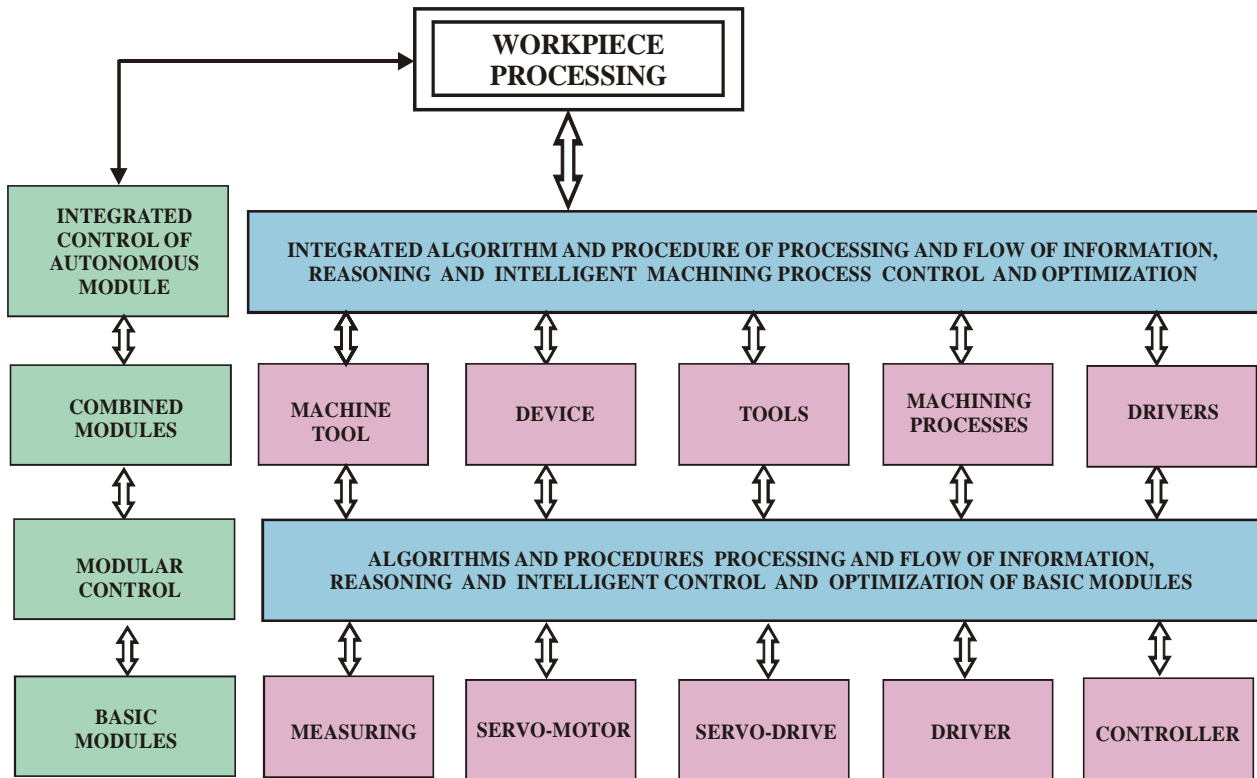 WORKPIECE
PROCESSING
INTEGRATED
CONTROL OF
AUTONOMOUS
MODULE
INTEGRATED ALGORITHM AND PROCEDURE OF PROCESSING AND FLOW OF INFORMATION,
REASONING AND INTELLIGENT MACHINING PROCESS CONTROL AND OPTIMIZATION
COMBINED
MODULES
MACHINE
TOOL
DEVICE
TOOLS
MACHINING
PROCESSES
DRIVERS
MODULAR
CONTROL
ALGORITHMS AND PROCEDURES PROCESSING AND FLOW OF INFORMATION,
REASONING AND INTELLIGENT CONTROL AND OPTIMIZATION OF BASIC MODULES
BASIC
MODULES
MEASURING
SERVO-MOTOR
SERVO-DRIVE
DRIVER
CONTROLLER